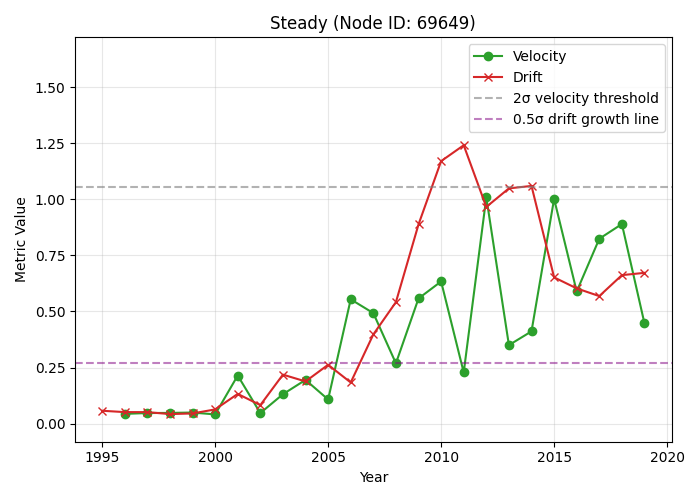 Steady (Node ID: 69649)
Velocity
Drift
2σ velocity threshold
0.5σ drift growth line
1.50
1.25
1.00
0.75
0.50
0.25
0.00
Metric Value
1995
2000
2005
2010
2015
2020
Year